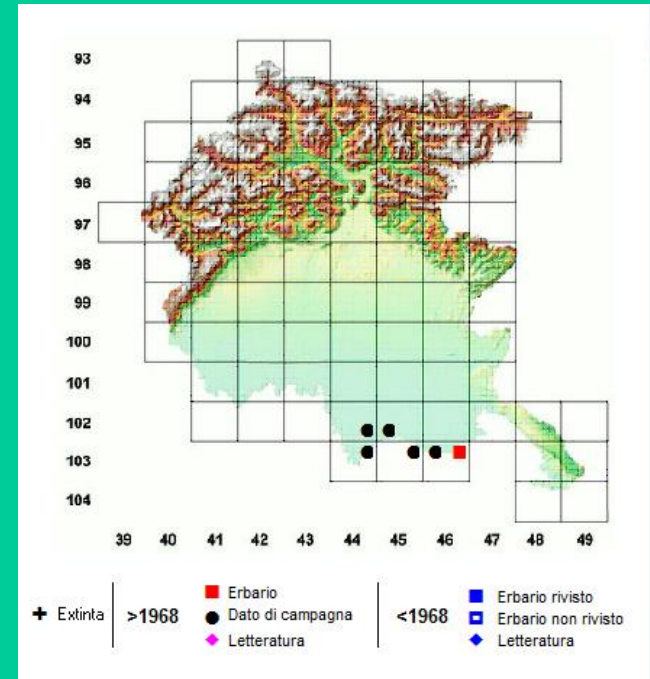 93
94
95
96
97
98
99
100
101
102
103
104
39 40 41 42 43 44 45 46 47 48 49
Extinta
>1968
Erbario
Dato di campagna
Letteratura
<1968
Erbario rivisto
Erbario non rivisto
Letteratura